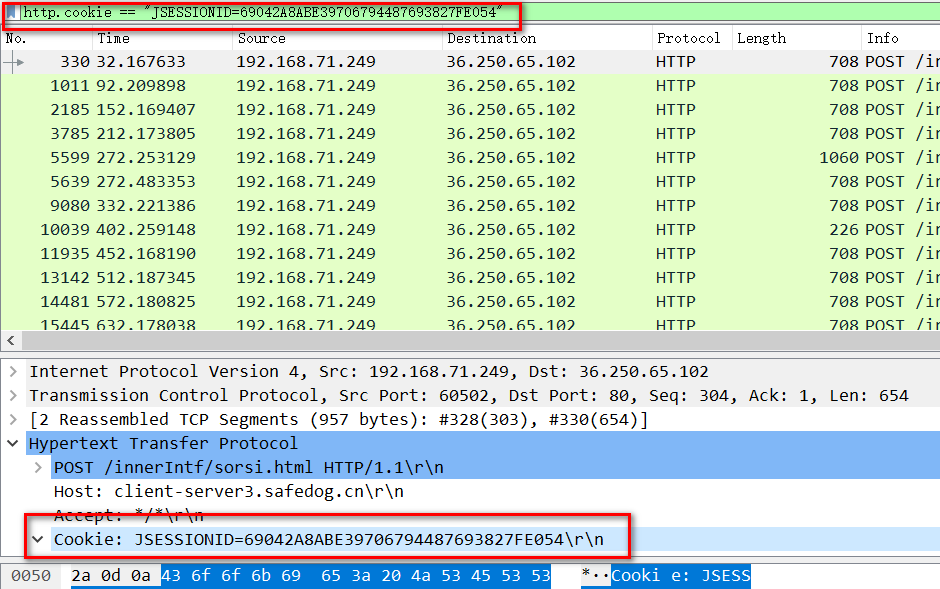 http.cookie == "JSESSIONID=69042A8ABE39706794487693827FE054"
No. Time Source Destination Protocol Length Info
330 32.167633 192.168.71.249 36.250.65.102 HTTP 708 POST /in
1011 92.209898 192.168.71.249 36.250.65.102 HTTP 708 POST /in
2185 152.169407 192.168.71.249 36.250.65.102 HTTP 708 POST /in
3785 212.173805 192.168.71.249 36.250.65.102 HTTP 708 POST /in
5599 272.253129 192.168.71.249 36.250.65.102 HTTP 1060 POST /in
5639 272.483353 192.168.71.249 36.250.65.102 HTTP 708 POST /in
9080 332.221386 192.168.71.249 36.250.65.102 HTTP 708 POST /in
10039 402.259148 192.168.71.249 36.250.65.102 HTTP 226 POST /in
11935 452.168190 192.168.71.249 36.250.65.102 HTTP 708 POST /in
13142 512.187345 192.168.71.249 36.250.65.102 HTTP 708 POST /in
14481 572.180825 192.168.71.249 36.250.65.102 HTTP 708 POST /in
15445 632.178038 192.168.71.249 36.250.65.102 HTTP 708 POST /in
Internet Protocol Version 4, Src: 192.168.71.249, Dst: 36.250.65.102
Transmission Control Protocol, Src Port: 60502, Dst Port: 80, Seq: 304, Ack: 1, Len: 654
[2 Reassembled TCP Segments (957 bytes): #328(303), #330(654)]
Hypertext Transfer Protocol
POST /innerIntf/sorsi.html HTTP/1.1\r\n
Host: client-server3.safedog.cn\r\n
Accept: */*\r\n
Cookie: JSESSIONID=69042A8ABE39706794487693827FE054\r\n
0050 2a 0d 0a 43 6f 6f 6b 69 65 3a 20 4a 53 45 53 53 *··Cooki e: JSESS